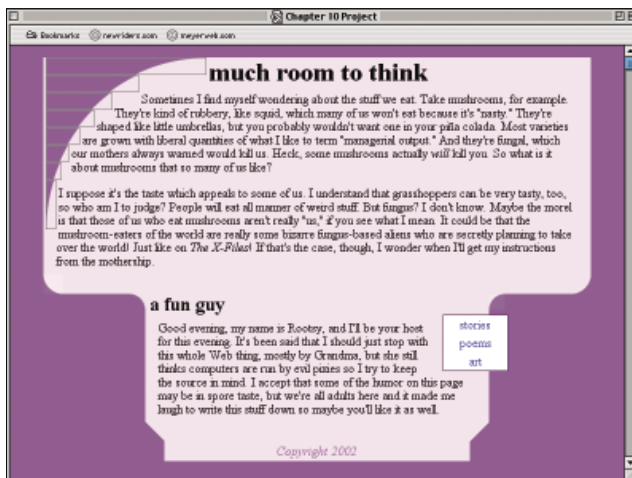 Chapter 10 Project
Bookmarks newriders.com meyerweb.com
much room to think
Sometimes I find myself wondering about the stuff we eat. Take mushrooms, for example.
They're kind of rubbery, like squid, which many of us won't eat because it's "nasty." They're
shaped like little umbrellas, but you probably wouldn't want one in your piña colada. Most varieties
are grown with liberal quantities of what I like to term "managerial output." And they're fungal, which
our mothers always warned would kill us. Heck, some mushrooms actually will kill you. So what is it
about mushrooms that so many of us like?
I suppose it's the taste which appeals to some of us. I understand that grasshoppers can be very tasty, too,
so who am I to judge? People will eat all manner of weird stuff. But fungus? I don't know. Maybe the morel
is that those of us who eat mushrooms aren't really "us," if you see what I mean. It could be that the
mushroom-eaters of the world are really some bizarre fungus-based aliens who are secretly planning to take
over the world! Just like on The X-Files! If that's the case, though, I wonder when I'll get my instructions
from the mothership.
a fun guy
Good evening, my name is Rootsy, and I'll be your host
for this evening. It's been said that I should just stop with
this whole Web thing, mostly by Grandma, but she still
thinks computers are run by evil pixies so I try to keep
the source in mind. I accept that some of the humor on this page
may be in spore taste, but we're all adults here and it made me
laugh to write this stuff down so maybe you'll like it as well.
stories
poems
art
Copyright 2002